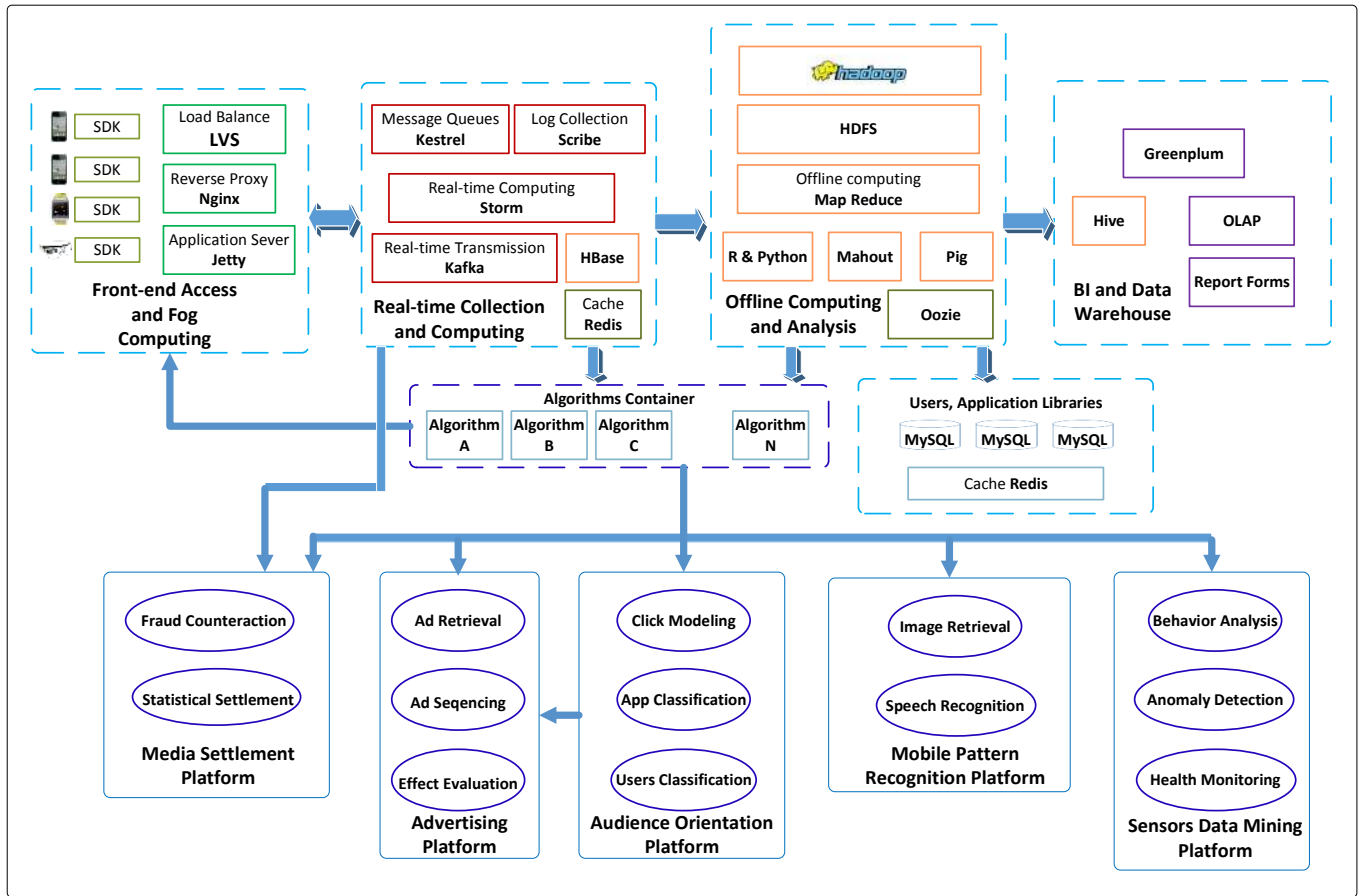 SDK
SDK
SDK
SDK
Load Balance
LVS
Reverse Proxy
Nginx
Application Sever
Jetty
Front-end Access
and Fog
Computing
Message Queues
Kestrel
Log Collection
Scribe
Real-time Computing
Storm
Real-time Transmission
Kafka
HBase
Cache
Redis
Real-time Collection
and Computing
hadoop
HDFS
Offline computing
Map Reduce
R & Python
Mahout
Pig
Oozie
Offline Computing
and Analysis
Greenplum
Hive
OLAP
Report Forms
BI and Data
Warehouse
Algorithms Container
Algorithm
A
Algorithm
B
Algorithm
C
Algorithm
N
Users, Application Libraries
MySQL
MySQL
MySQL
Cache Redis
Fraud Counteraction
Statistical Settlement
Media Settlement
Platform
Ad Retrieval
Ad Seqencing
Effect Evaluation
Advertising
Platform
Click Modeling
App Classification
Users Classification
Audience Orientation
Platform
Image Retrieval
Speech Recognition
Mobile Pattern
Recognition Platform
Behavior Analysis
Anomaly Detection
Health Monitoring
Sensors Data Mining
Platform